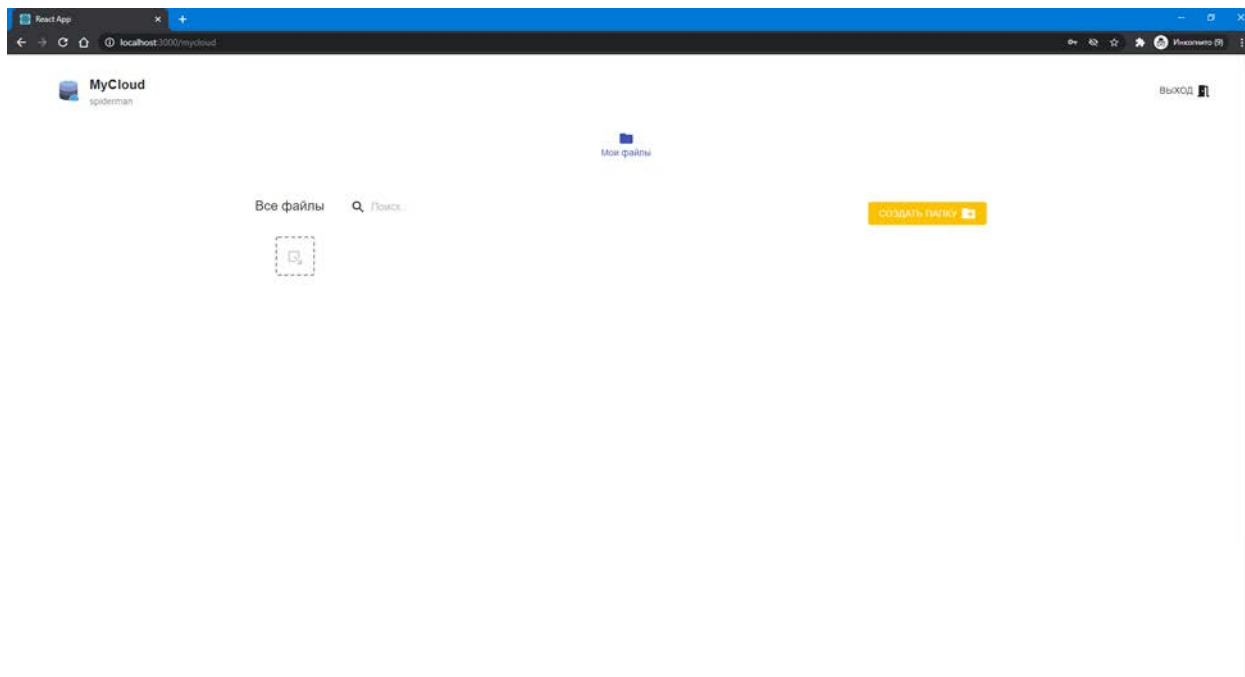 React App
localhost:3000/mycloud
Инкогнито (9)
MyCloud
spiderman
ВЫХОД
Мои файлы
Все файлы
Поиск...
СОЗДАТЬ ПАПКУ